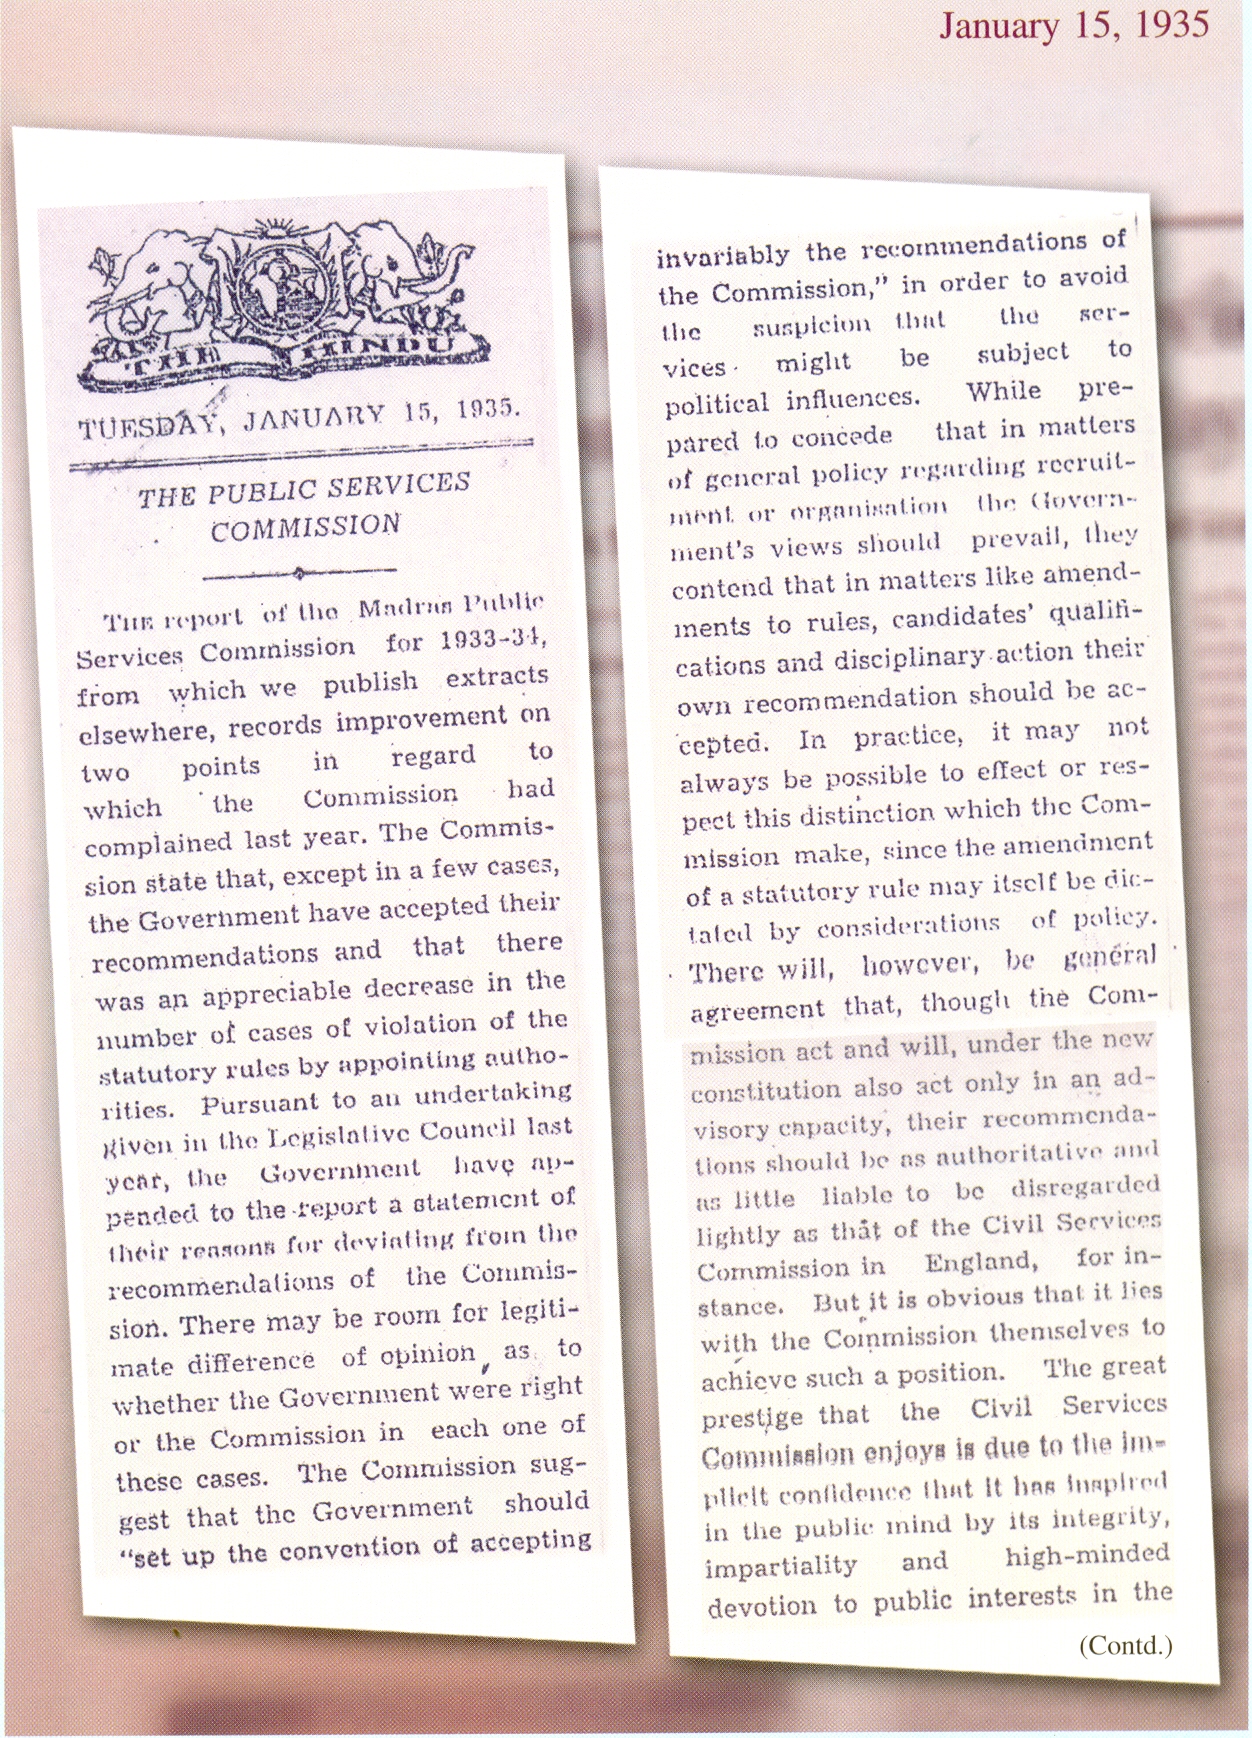 January 15, 1935
THE HINDU
TUESDAY, JANUARY 15, 1935.
THE PUBLIC SERVICES
COMMISSION
THE report of the Madras Public
Services Commission for 1933-34,
from which we publish extracts
elsewhere, records improvement on
two points in regard to
which the Commission had
complained last year. The Commis-
sion state that, except in a few cases,
the Government have accepted their
recommendations and that there
was an appreciable decrease in the
number of cases of violation of the
statutory rules by appointing autho-
rities. Pursuant to an undertaking
given in the Legislative Council last
year, the Government have ap-
pended to the report a statement of
their reasons for deviating from the
recommendations of the Commis-
sion. There may be room for legiti-
mate difference of opinion, as to
whether the Government were right
or the Commission in each one of
these cases. The Commission sug-
gest that the Government should
“set up the convention of accepting
invariably the recommendations of
the Commission,” in order to avoid
the suspicion that the ser-
vices might be subject to
political influences. While pre-
pared to concede that in matters
of general policy regarding recruit-
ment or organisation the Govern-
ment's views should prevail, they
contend that in matters like amend-
ments to rules, candidates' qualifi-
cations and disciplinary action their
own recommendation should be ac-
cepted. In practice, it may not
always be possible to effect or res-
pect this distinction which the Com-
mission make, since the amendment
of a statutory rule may itself be dic-
tated by considerations of policy.
There will, however, be general
agreement that, though the Com-
mission act and will, under the new
constitution also act only in an ad-
visory capacity, their recommenda-
tions should be as authoritative and
as little liable to be disregarded
lightly as that of the Civil Services
Commission in England, for in-
stance. But it is obvious that it lies
with the Commission themselves to
achieve such a position. The great
prestige that the Civil Services
Commission enjoys is due to the im-
plicit confidence that it has inspired
in the public mind by its integrity,
impartiality and high-minded
devotion to public interests in the
(Contd.)